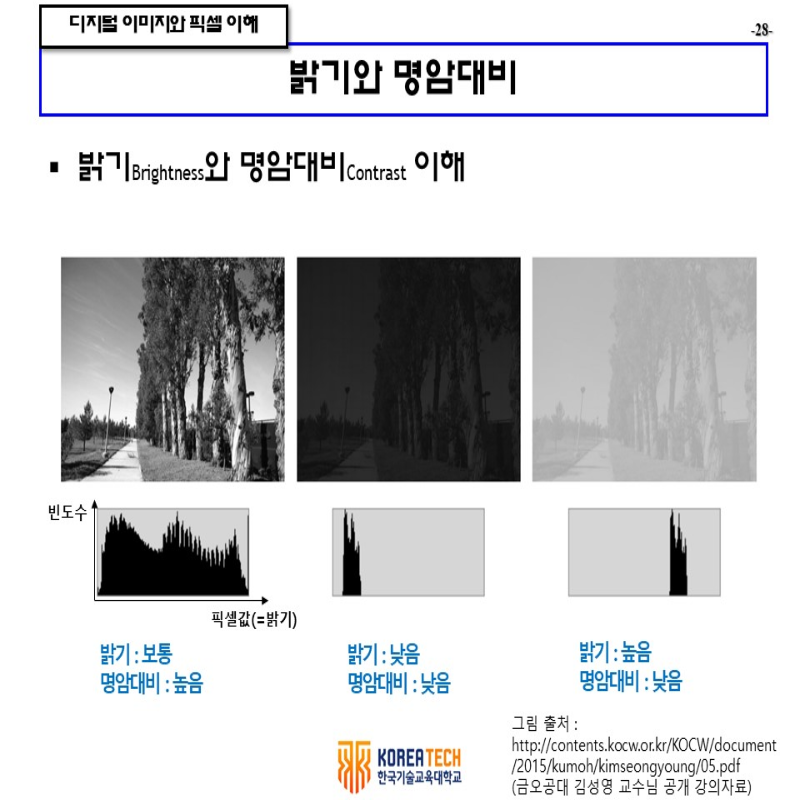 디지털 이미지와 픽셀 이해
-28-
밝기와 명암대비
▪ 밝기Brightness와 명암대비Contrast 이해
빈도수
픽셀값(=밝기)
밝기 : 보통
명암대비 : 높음
밝기 : 낮음
명암대비 : 낮음
밝기 : 높음
명암대비 : 낮음
그림 출처 :
http://contents.kocw.or.kr/KOCW/document
/2015/kumoh/kimseongyoung/05.pdf
(금오공대 김성영 교수님 공개 강의자료)
KOREATECH
한국기술교육대학교